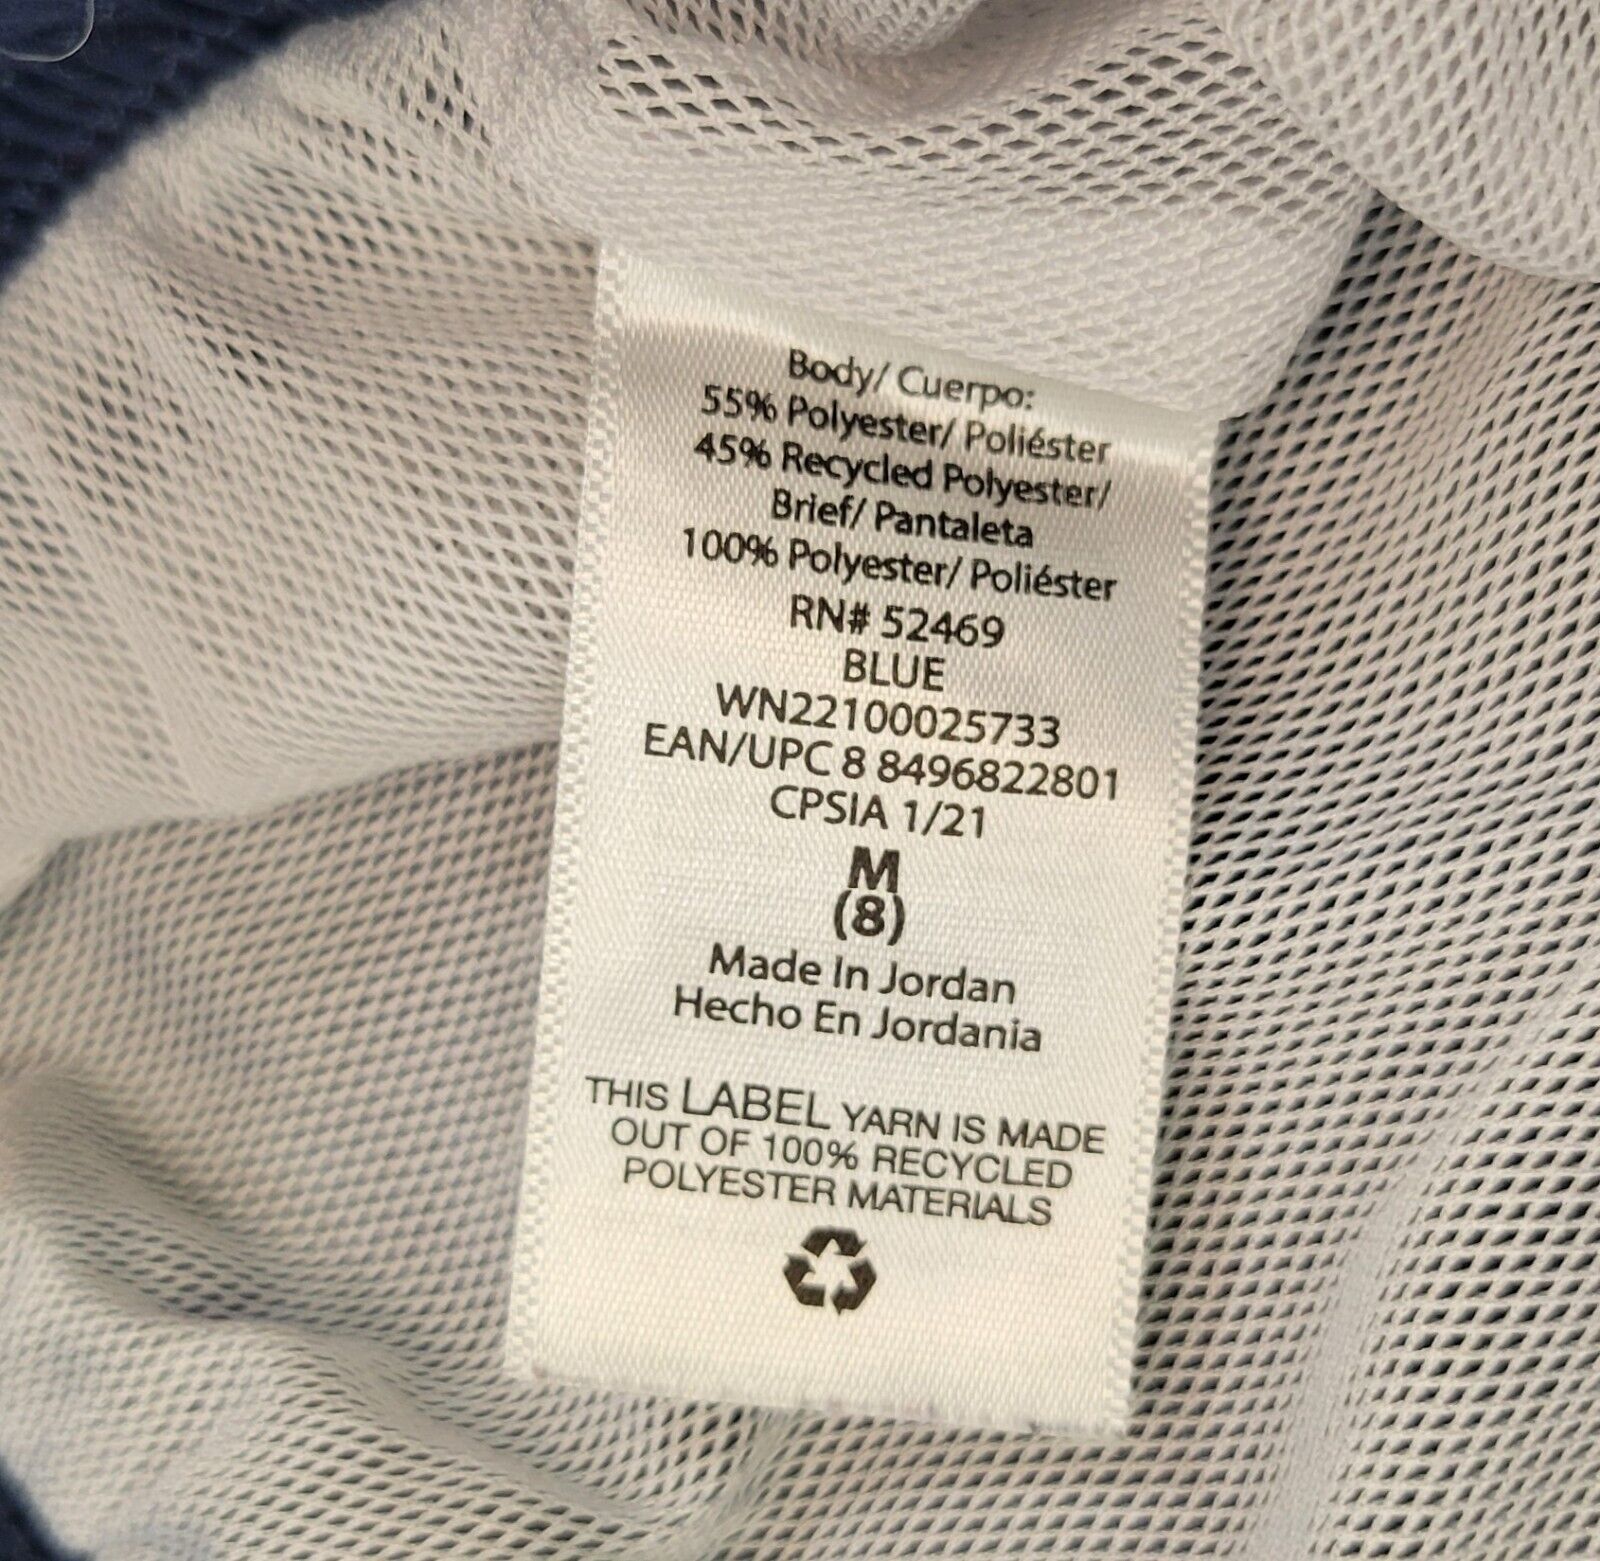 Body/ Cuerpo:
55% Polyester/ Poliéster
45% Recycled Polyester/
Brief/ Pantaleta
100% Polyester/ Poliéster
RN# 52469
BLUE
WN22100025733
EAN/UPC 8 8496822801
CPSIA 1/21
M
(8)
Made In Jordan
Hecho En Jordania
THIS LABEL YARN IS MADE
OUT OF 100% RECYCLED
POLYESTER MATERIALS